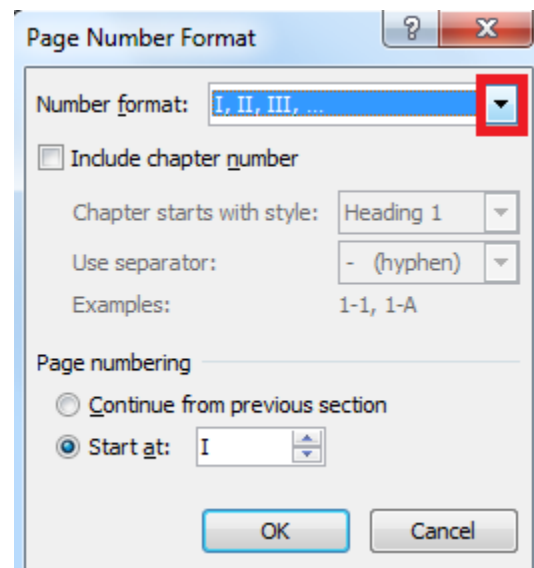 Page Number Format
Number format: I, II, III, ...
Include chapter number
Chapter starts with style: Heading 1
Use separator: - (hyphen)
Examples: 1-1, 1-A
Page numbering
Continue from previous section
Start at: I
OK Cancel